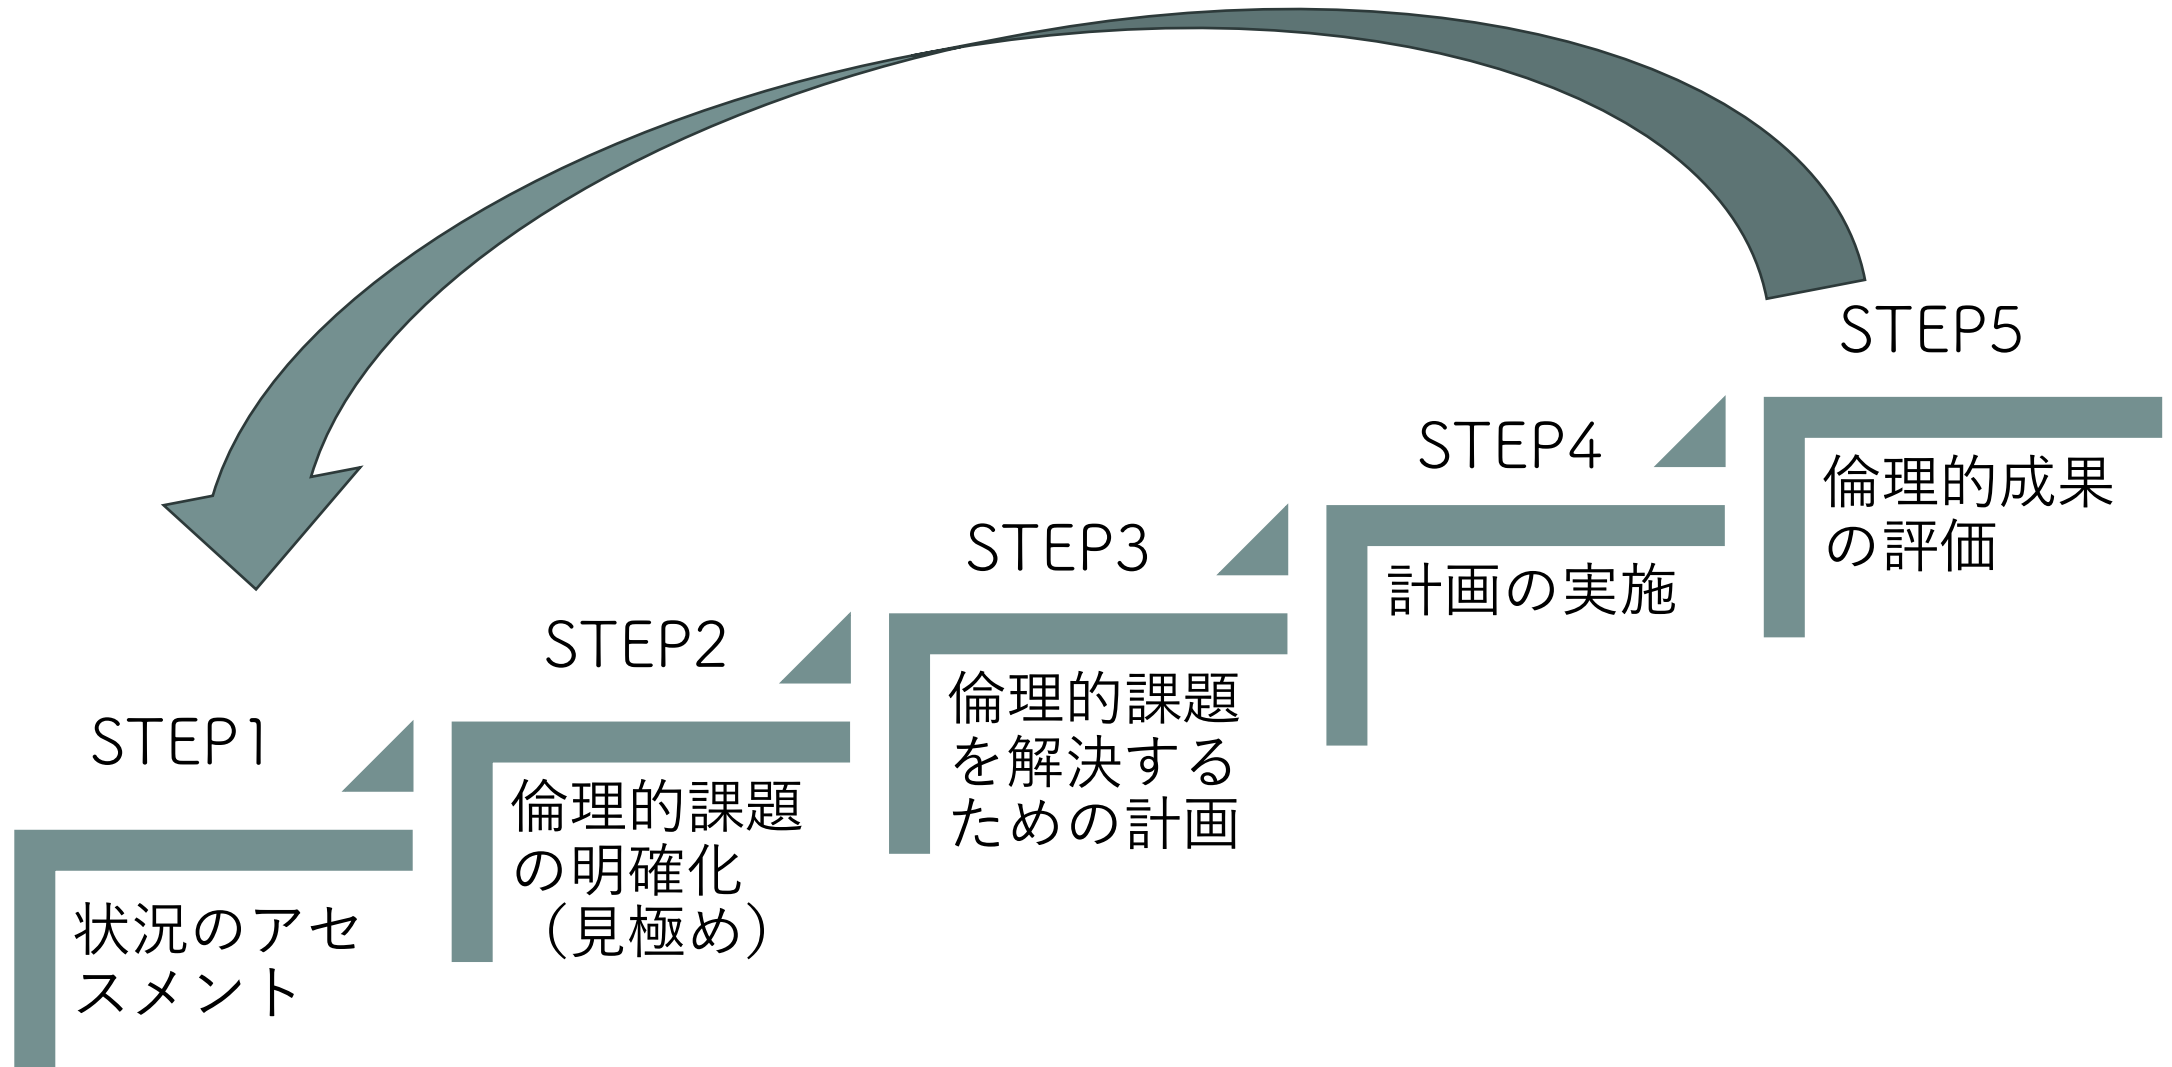 STEP1
状況のアセ
スメント
STEP2
倫理的課題
の明確化
（見極め）
STEP3
倫理的課題
を解決する
ための計画
STEP4
計画の実施
STEP5
倫理的成果
の評価